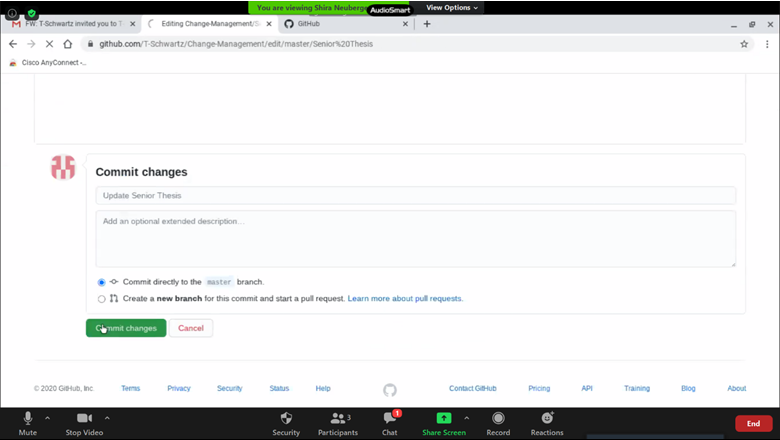 You are viewing Shira Neuberge
AudioSmart
View Options
FW: T-Schwartz invited you to T
Editing Change-Management/S
GitHub
github.com/T-Schwartz/Change-Management/edit/master/Senior%20Thesis
Cisco AnyConnect -...
Commit changes
Update Senior Thesis
Add an optional extended description...
Commit directly to the master branch.
Create a new branch for this commit and start a pull request. Learn more about pull requests.
Commit changes
Cancel
© 2020 GitHub, Inc.
Terms
Privacy
Security
Status
Help
Contact GitHub
Pricing
API
Training
Blog
About
3
1
Mute
Stop Video
Security
Participants
Chat
Share Screen
Record
Reactions
End